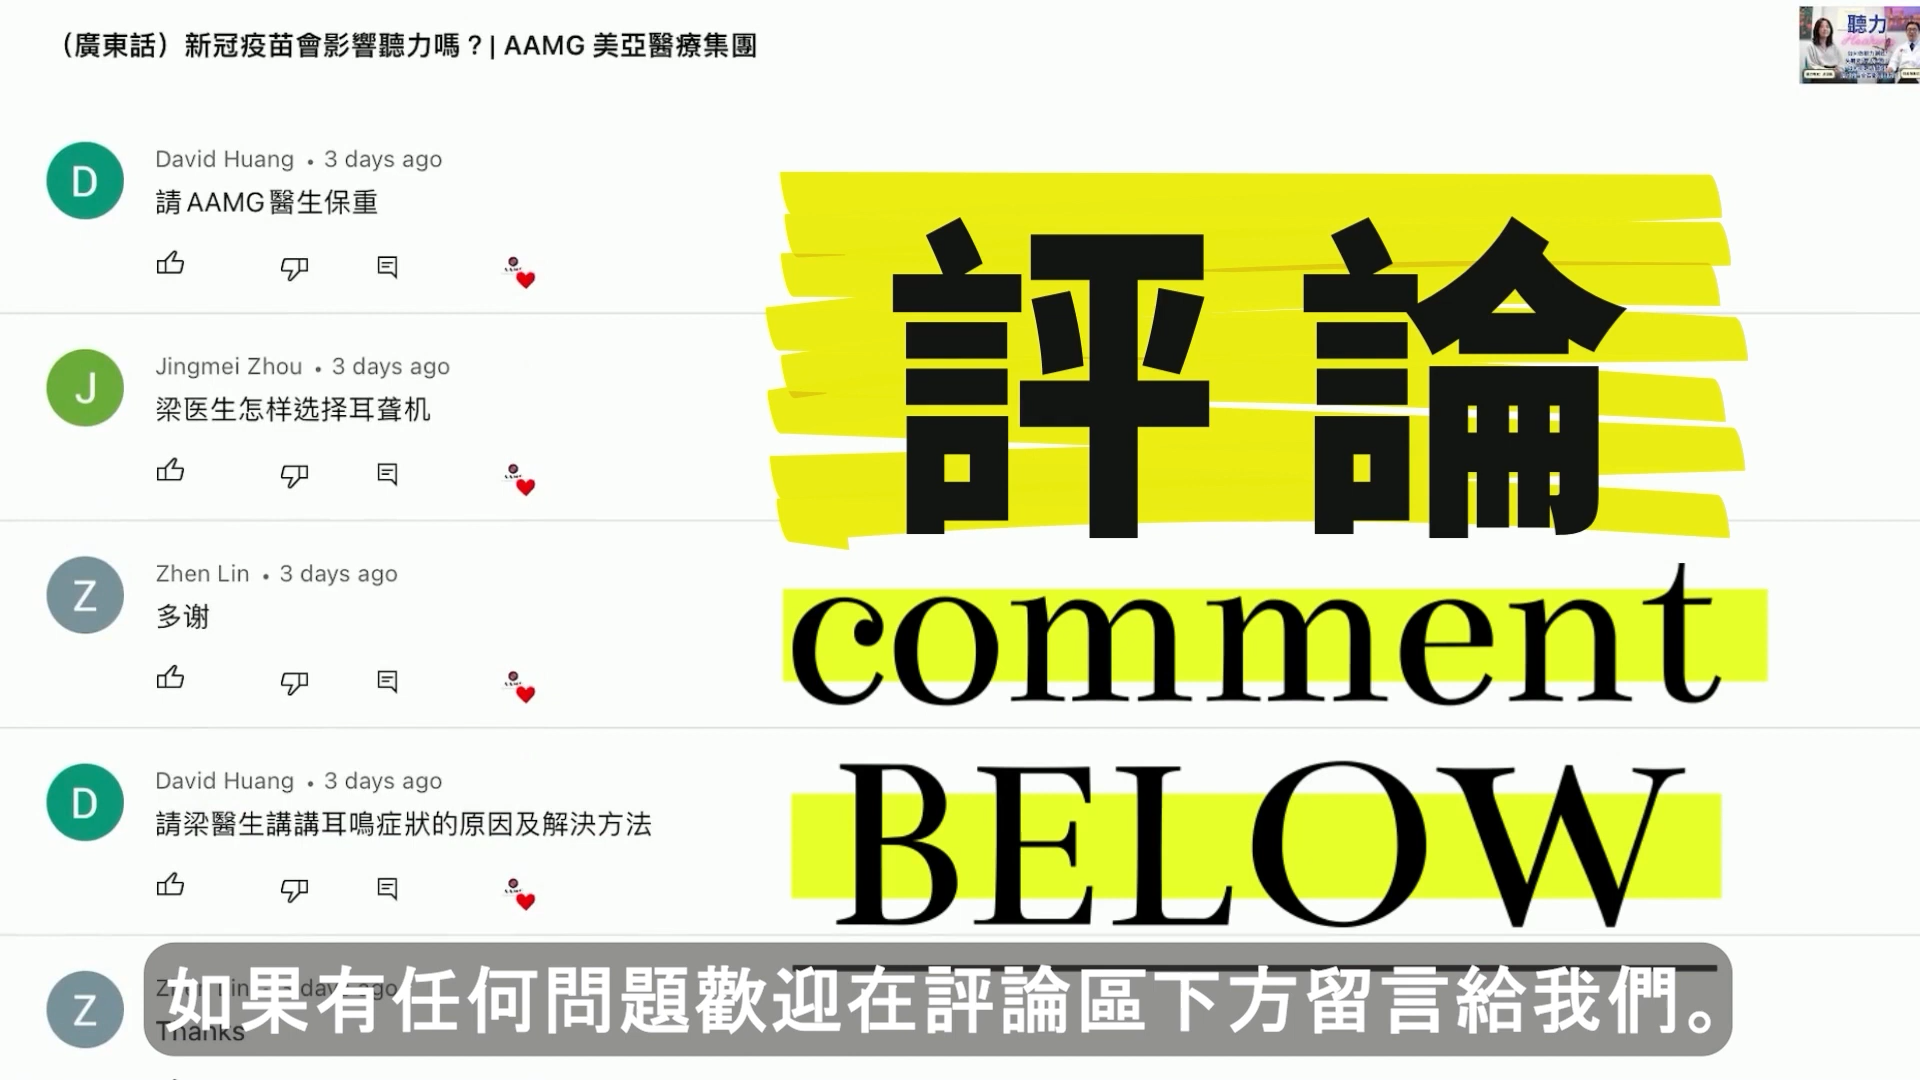 （廣東話）新冠疫苗會影響聽力嗎？| AAMG 美亞醫療集團
聽力
David Huang • 3 days ago
請AAMG醫生保重
Jingmei Zhou • 3 days ago
梁医生怎样选择耳聋机
Zhen Lin • 3 days ago
多谢
David Huang • 3 days ago
請梁醫生講講耳鳴症狀的原因及解決方法
Thanks
評論
comment
BELOW
如果有任何問題歡迎在評論區下方留言給我們。